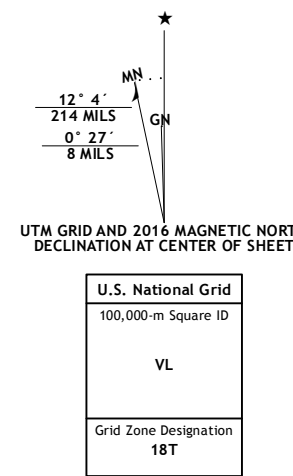 ★
MN
GN
12° 4´
214 MILS
0° 27´
8 MILS
UTM GRID AND 2016 MAGNETIC NORT
DECLINATION AT CENTER OF SHEET
U.S. National Grid
100,000-m Square ID
VL
Grid Zone Designation
18T